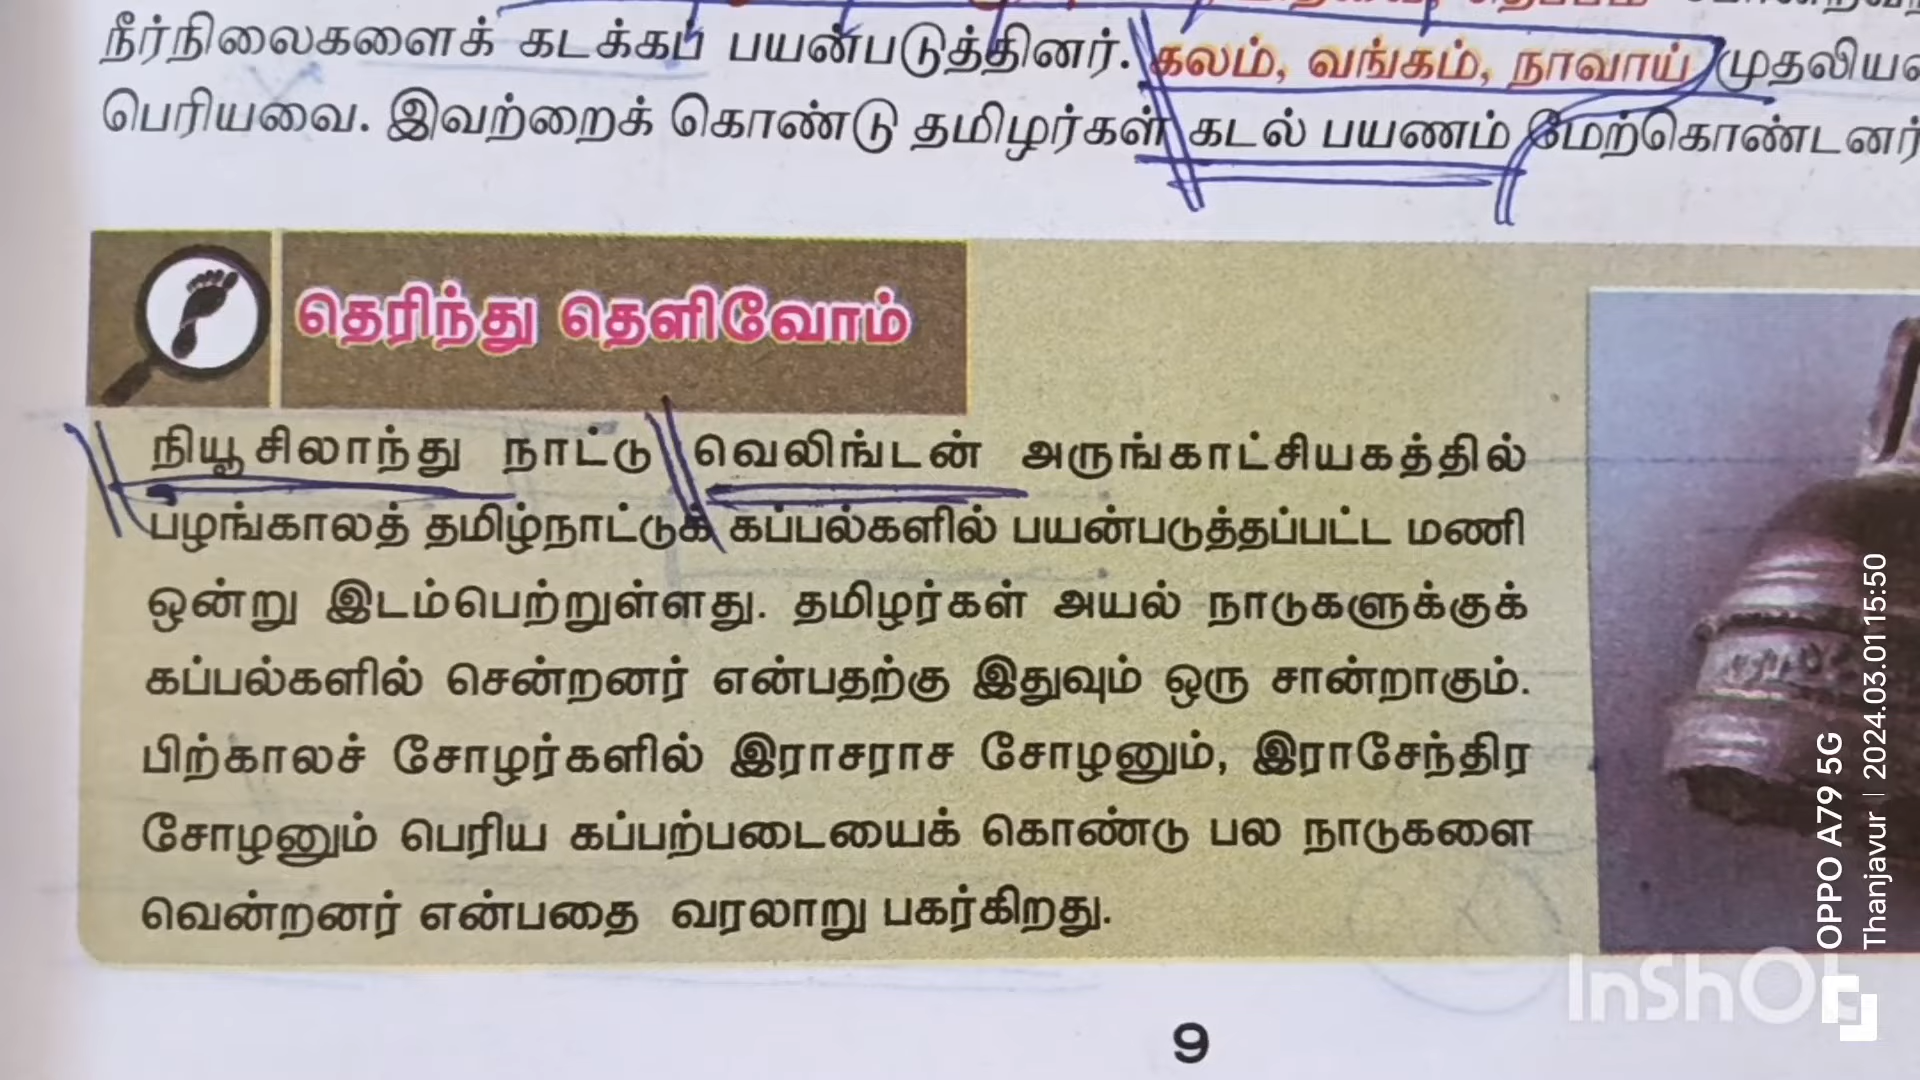 நீர்நிலைகளைக் கடக்கப் பயன்படுத்தினர். கலம், வங்கம், நாவாய் முதலியன
பெரியவை. இவற்றைக் கொண்டு தமிழர்கள் கடல் பயணம் மேற்கொண்டனர்
தெரிந்து தெளிவோம்
நியூசிலாந்து நாட்டு வெலிங்டன் அருங்காட்சியகத்தில்
பழங்காலத் தமிழ்நாட்டுக் கப்பல்களில் பயன்படுத்தப்பட்ட மணி
ஒன்று இடம்பெற்றுள்ளது. தமிழர்கள் அயல் நாடுகளுக்குக்
கப்பல்களில் சென்றனர் என்பதற்கு இதுவும் ஒரு சான்றாகும்.
பிற்காலச் சோழர்களில் இராசராச சோழனும், இராசேந்திர
சோழனும் பெரிய கப்பற்படையைக் கொண்டு பல நாடுகளை
வென்றனர் என்பதை வரலாறு பகர்கிறது.
9
OPPO A79 5G
Thanjavur | 2024.03.01 15:50
InShOt